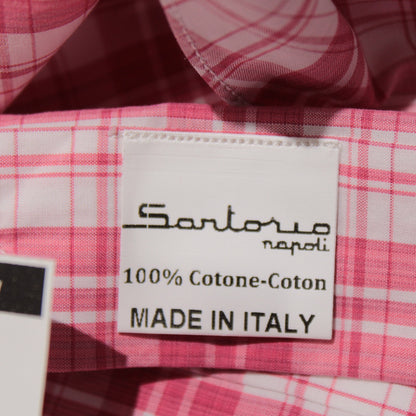 Sartorio
napoli
100% Cotone-Coton
MADE IN ITALY